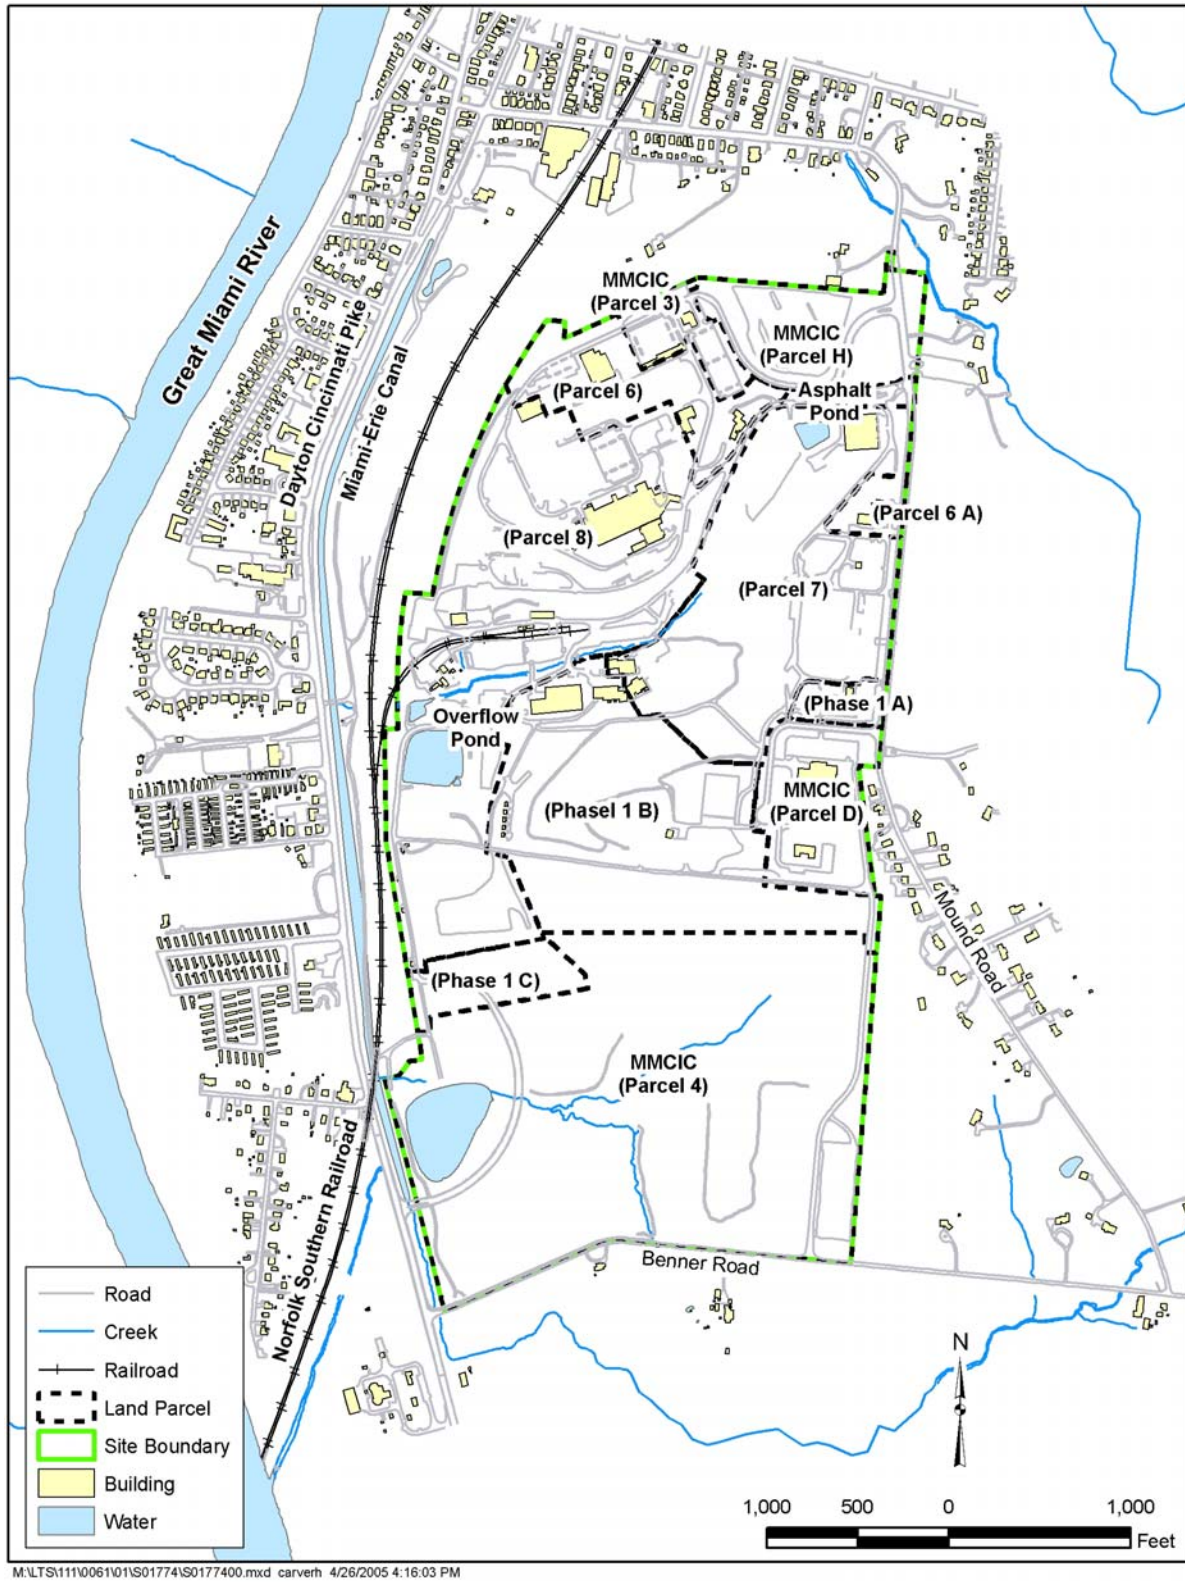 Great Miami River
Dayton Cincinnati Pike
Miami-Erie Canal
MMCIC
(Parcel 3)
MMCIC
(Parcel H)
(Parcel 6)
Asphalt
Pond
(Parcel 6 A)
(Parcel 8)
(Parcel 7)
(Phase 1 A)
Overflow
Pond
(Phasel 1 B)
MMCIC
(Parcel D)
Mound Road
(Phase 1 C)
MMCIC
(Parcel 4)
Norfolk Southern Railroad
Benner Road
Road
Creek
Railroad
Land Parcel
Site Boundary
Building
Water
N
1,000 500 0 1,000
Feet
M:\LTS\111\0061\01\S01774\S0177400.mxd carverh 4/26/2005 4:16:03 PM